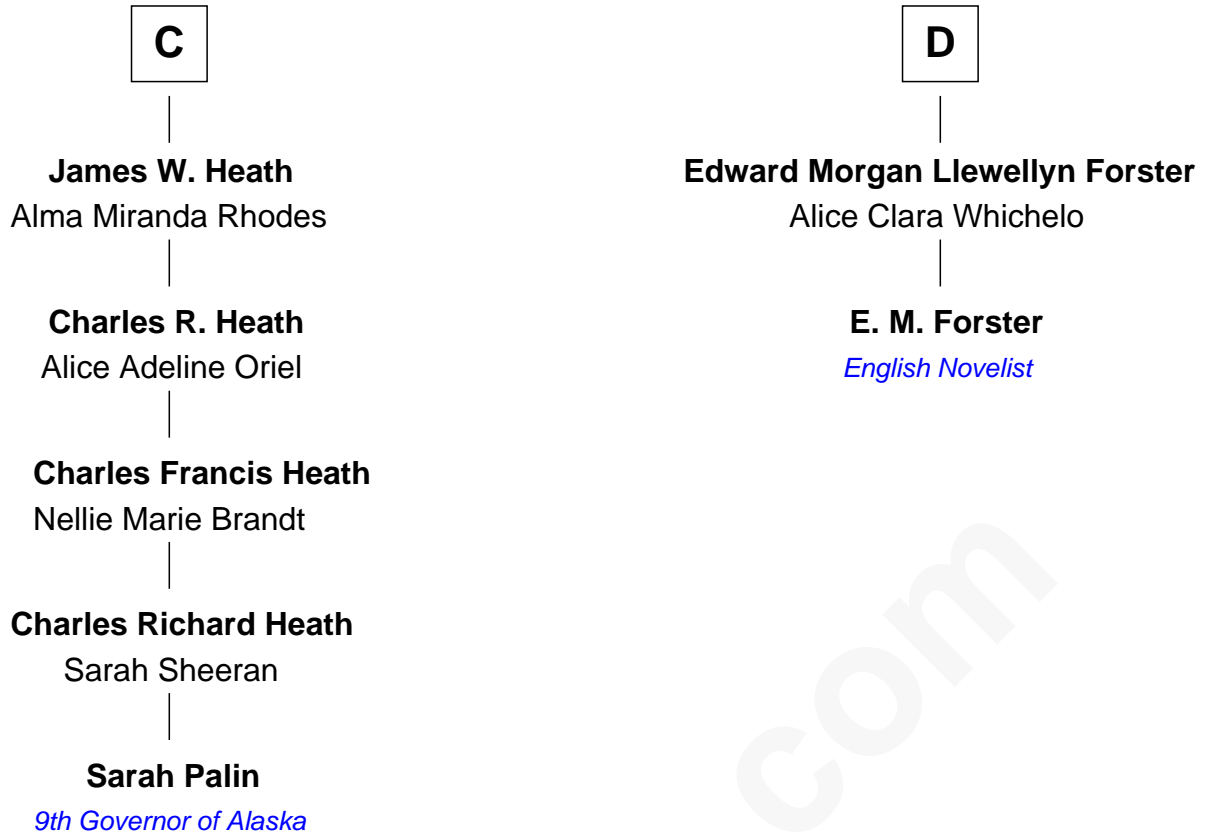 C
James W. Heath
Alma Miranda Rhodes
Charles R. Heath
Alice Adeline Oriel
Charles Francis Heath
Nellie Marie Brandt
Charles Richard Heath
Sarah Sheeran
Sarah Palin
9th Governor of Alaska
D
Edward Morgan Llewellyn Forster
Alice Clara Whichelo
E. M. Forster
English Novelist
com